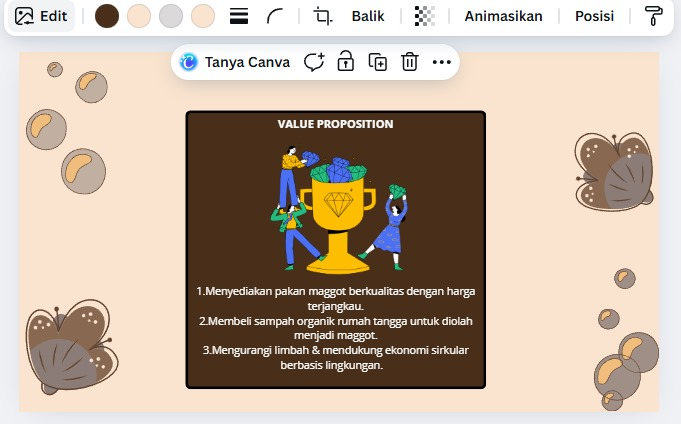 Edit
Balik
Animasikan
Posisi
Tanya Canva
VALUE PROPOSITION
1.Menyediakan pakan maggot berkualitas dengan harga
terjangkau.
2.Membeli sampah organik rumah tangga untuk diolah
menjadi maggot.
3.Mengurangi limbah & mendukung ekonomi sirkular
berbasis lingkungan.